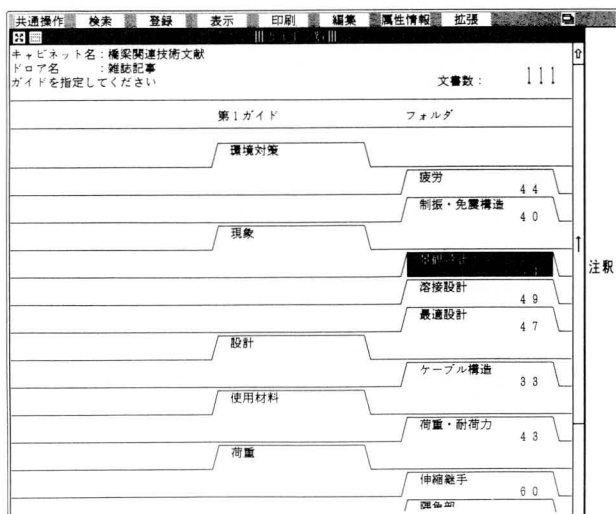 共通操作 検索 登録 表示 印刷 編集 属性情報 拡張
キャビネット名：橋梁関連技術文献
ドロア名　　　：雑誌記事
ガイドを指定してください 文書数： 111
第1ガイド フォルダ
環境対策
疲労
44
制振・免震構造
40
現象
注釈
溶接設計
49
最適設計
47
設計
ケーブル構造
33
使用材料
荷重・耐荷力
43
荷重
伸縮継手
60
隅角部